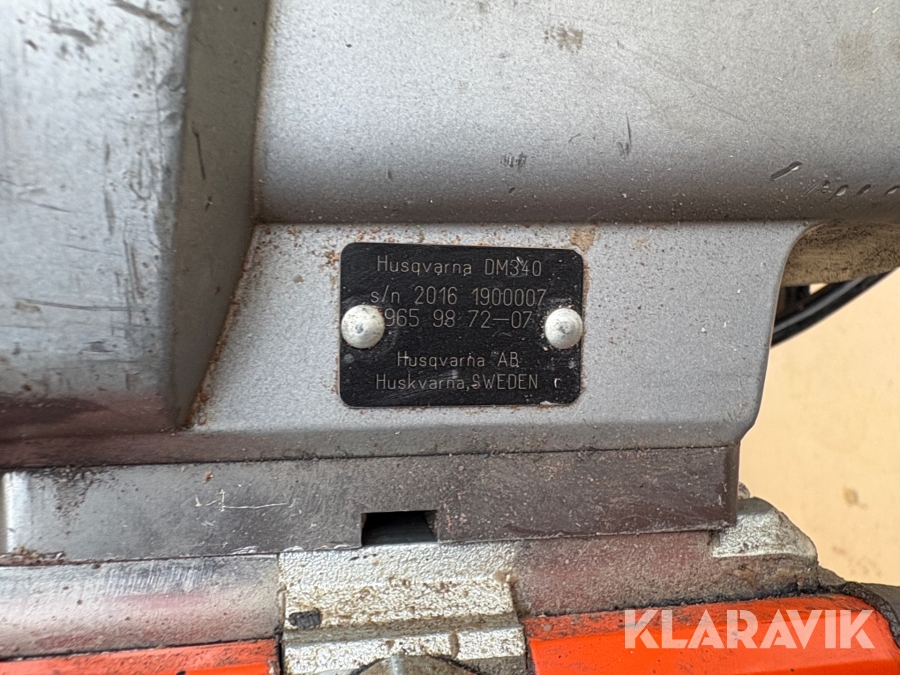 Husqvarna DM340
s/n 2016 1900007
965 98 72-07
Husqvarna AB
Huskvarna, SWEDEN
KLARAVIK